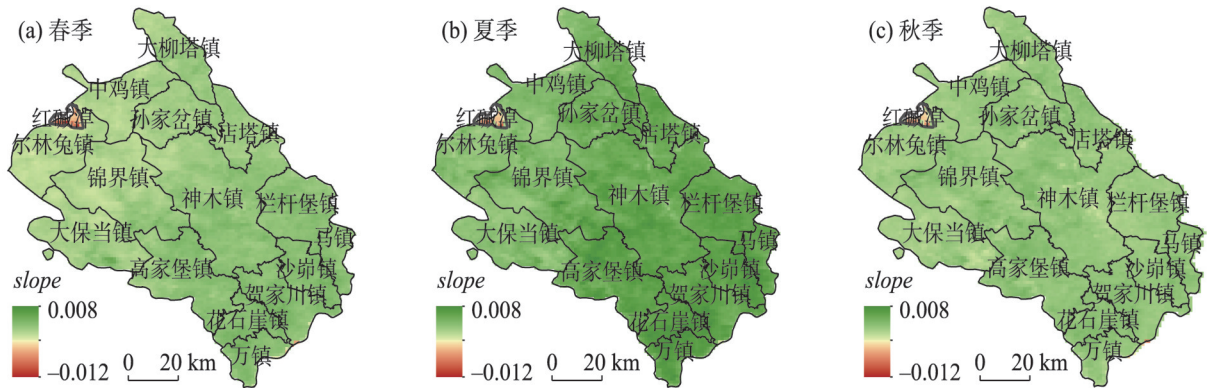 (a) 春季
大柳塔镇
中鸡镇
孙家岔镇
店塔镇
尔林兔镇
锦界镇
神木镇
栏杆堡镇
大保当镇
马镇
高家堡镇
沙峁镇
贺家川镇
花石崖镇
万镇
slope
0.008
–0.012
0 20 km
(b) 夏季
大柳塔镇
中鸡镇
孙家岔镇
店塔镇
尔林兔镇
锦界镇
神木镇
栏杆堡镇
大保当镇
马镇
高家堡镇
沙峁镇
贺家川镇
花石崖镇
万镇
slope
0.008
–0.012
0 20 km
(c) 秋季
大柳塔镇
中鸡镇
孙家岔镇
店塔镇
尔林兔镇
锦界镇
神木镇
栏杆堡镇
大保当镇
马镇
高家堡镇
沙峁镇
贺家川镇
花石崖镇
万镇
slope
0.008
–0.012
0 20 km